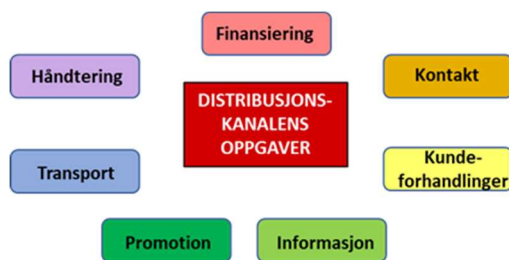 Finansiering
Håndtering
Kontakt
DISTRIBUSJONS-
KANALENS
OPPGAVER
Transport
Kunde-
forhandlinger
Promotion
Informasjon